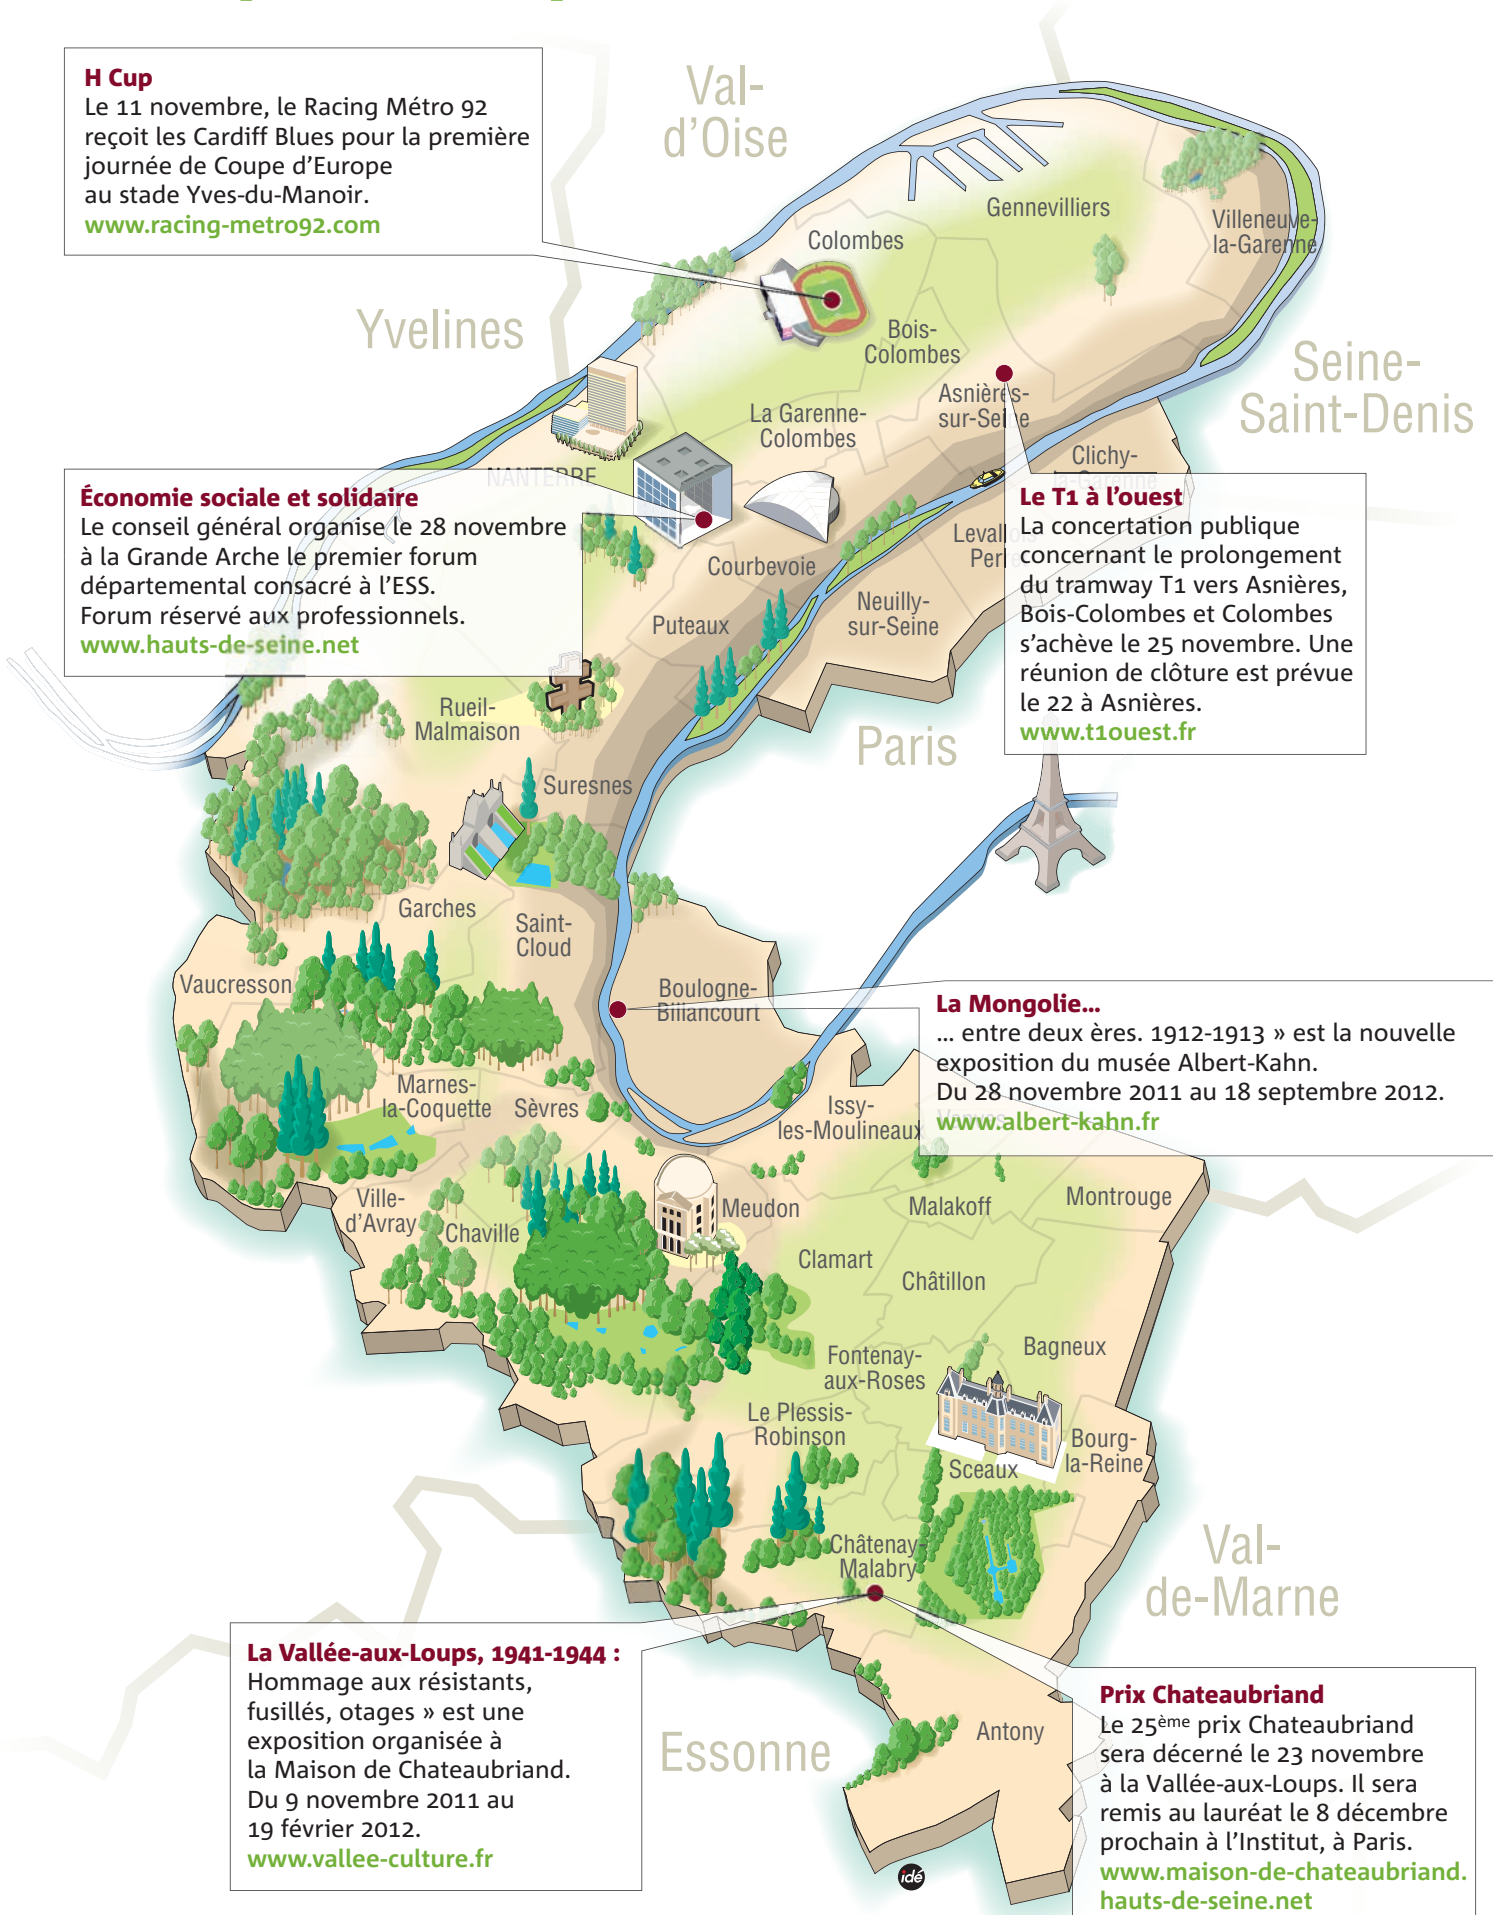 H Cup
Le 11 novembre, le Racing Métro 92
reçoit les Cardiff Blues pour la première
journée de Coupe d’Europe
au stade Yves-du-Manoir.
www.racing-metro92.com
Val-
d’Oise
Gennevilliers
Villeneuve-
la-Garenne
Colombes
Yvelines
Bois-
Colombes
Seine-
Saint-Denis
Asnières-
sur-Seine
La Garenne-
Colombes
Clichy-
la-Garenne
NANTERRE
Économie sociale et solidaire
Le conseil général organise le 28 novembre
à la Grande Arche le premier forum
départemental consacré à l’ESS.
Forum réservé aux professionnels.
www.hauts-de-seine.net
Le T1 à l’ouest
La concertation publique
concernant le prolongement
du tramway T1 vers Asnières,
Bois-Colombes et Colombes
s’achève le 25 novembre. Une
réunion de clôture est prévue
le 22 à Asnières.
www.t1ouest.fr
Levallois
Perret
Courbevoie
Neuilly-
sur-Seine
Puteaux
Rueil-
Malmaison
Paris
Suresnes
Garches
Saint-
Cloud
Vaucresson
Boulogne-
Billancourt
La Mongolie...
... entre deux ères. 1912-1913 » est la nouvelle
exposition du musée Albert-Kahn.
Du 28 novembre 2011 au 18 septembre 2012.
www.albert-kahn.fr
Vanves
Marnes-
la-Coquette
Sèvres
Issy-
les-Moulineaux
Ville-
d’Avray
Chaville
Meudon
Malakoff
Montrouge
Clamart
Châtillon
Bagneux
Fontenay-
aux-Roses
Le Plessis-
Robinson
Bourg-
la-Reine
Sceaux
Châtenay-
Malabry
Val-
de-Marne
La Vallée-aux-Loups, 1941-1944 :
Hommage aux résistants,
fusillés, otages » est une
exposition organisée à
la Maison de Chateaubriand.
Du 9 novembre 2011 au
19 février 2012.
www.vallee-culture.fr
Essonne
Antony
Prix Chateaubriand
Le 25ème prix Chateaubriand
sera décerné le 23 novembre
à la Vallée-aux-Loups. Il sera
remis au lauréat le 8 décembre
prochain à l’Institut, à Paris.
www.maison-de-chateaubriand.
hauts-de-seine.net
idé